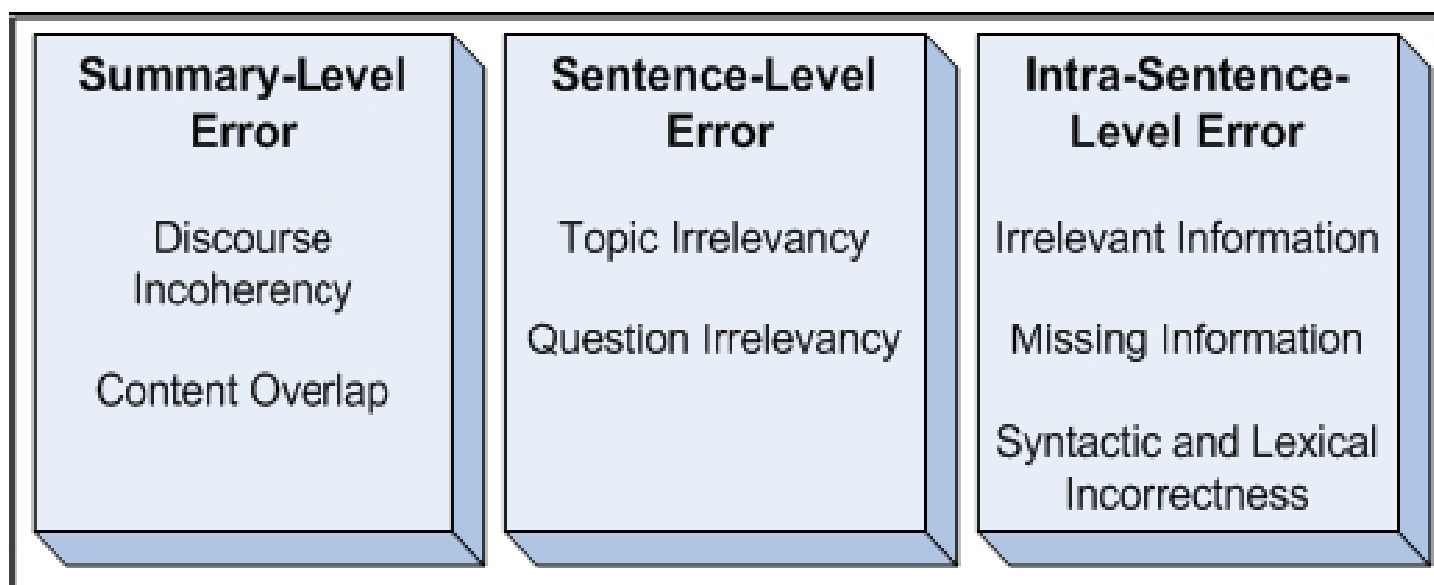 Summary-Level
Error
Discourse
Incoherency
Content Overlap
Sentence-Level
Error
Topic Irrelevancy
Question Irrelevancy
Intra-Sentence-
Level Error
Irrelevant Information
Missing Information
Syntactic and Lexical
Incorrectness